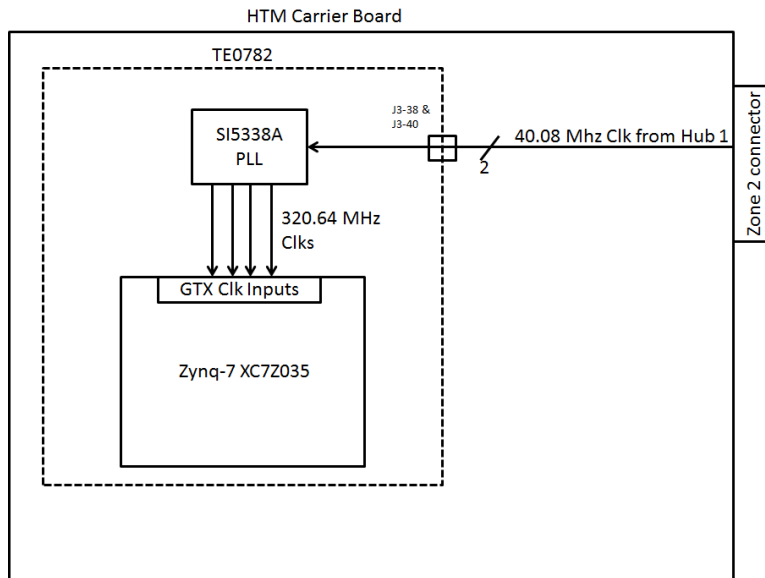 HTM Carrier Board
TE0782
J3-38 &
J3-40
SI5338A
PLL
40.08 Mhz Clk from Hub 1
2
Zone 2 connector
320.64 MHz
Clks
GTX Clk Inputs
Zynq-7 XC7Z035